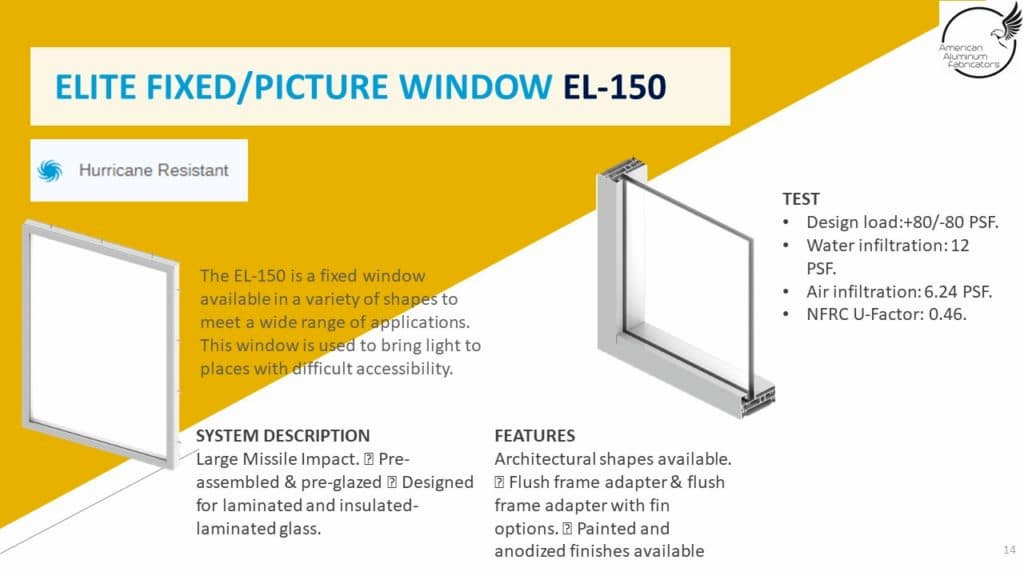 American
Aluminum
Fabricators
ELITE FIXED/PICTURE WINDOW EL-150
Hurricane Resistant
The EL-150 is a fixed window
available in a variety of shapes to
meet a wide range of applications.
This window is used to bring light to
places with difficult accessibility.
TEST
• Design load:+80/-80 PSF.
• Water infiltration: 12
PSF.
• Air infiltration: 6.24 PSF.
• NFRC U-Factor: 0.46.
SYSTEM DESCRIPTION
Large Missile Impact. ⍰ Pre-
assembled & pre-glazed ⍰ Designed
for laminated and insulated-
laminated glass.
FEATURES
Architectural shapes available.
⍰ Flush frame adapter & flush
frame adapter with fin
options. ⍰ Painted and
anodized finishes available
14